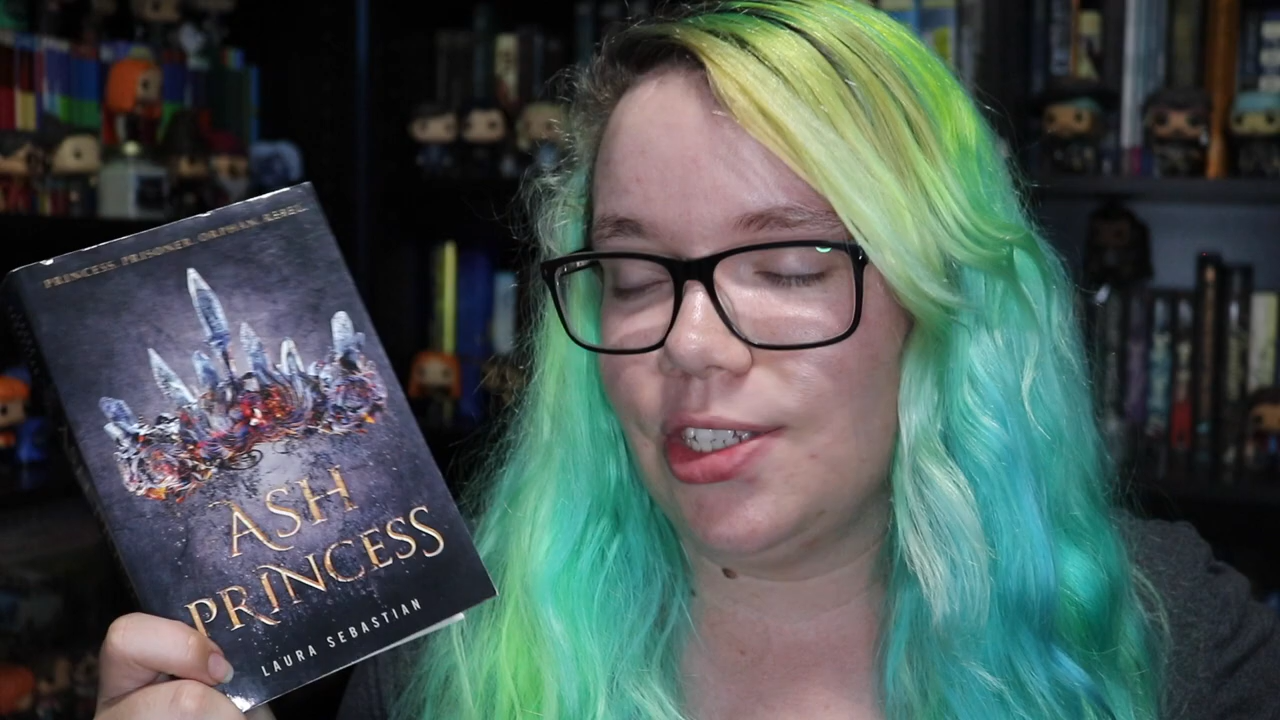 PRINCESS. PRISONER. ORPHAN. REBEL.
ASH
PRINCESS
LAURA SEBASTIAN